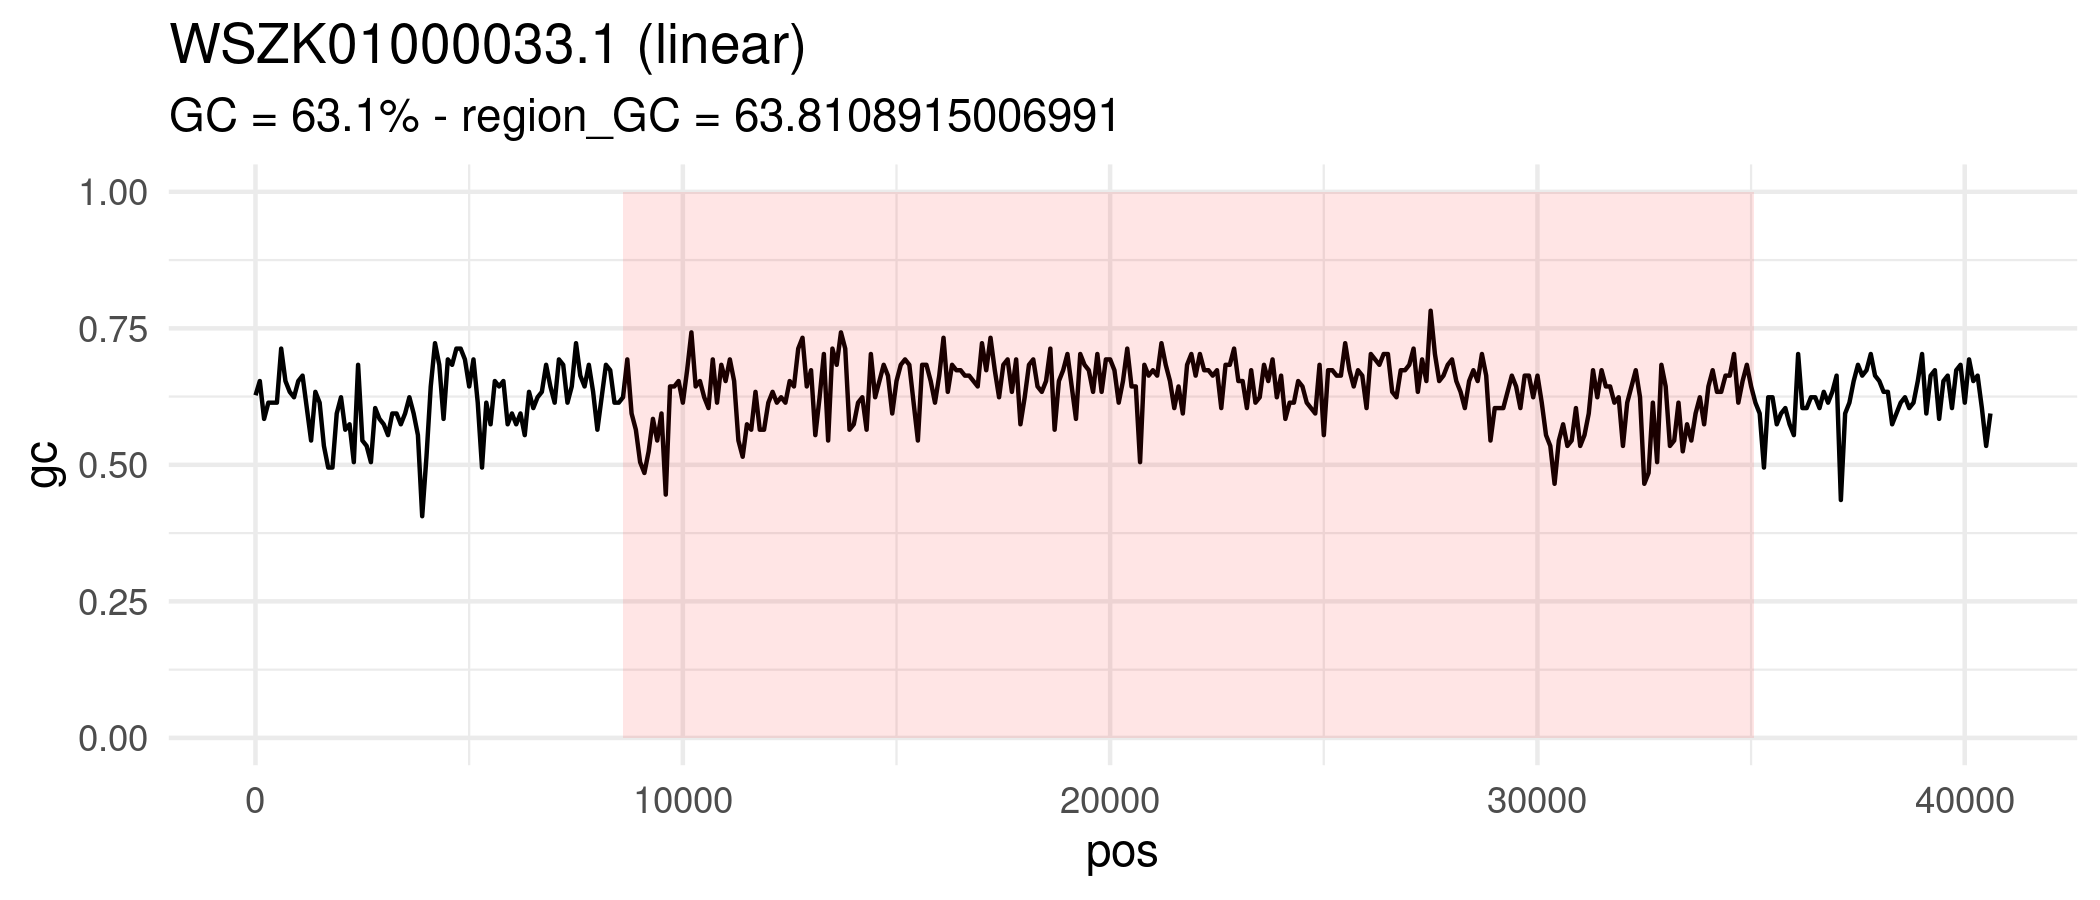 WSZK01000033.1 (linear)
GC = 63.1% - region_GC = 63.8108915006991
1.00
0.75
0.50
0.25
0.00
gc
0 10000 20000 30000 40000
pos